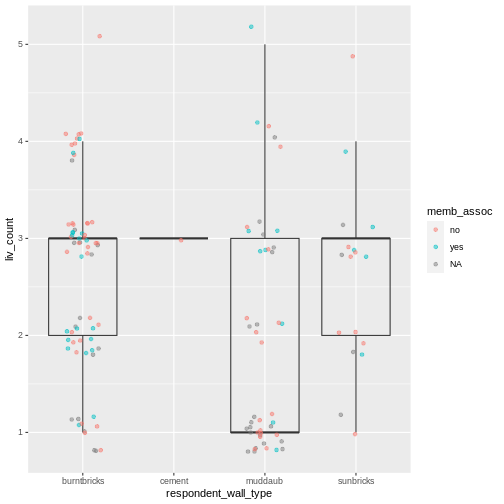 5
4
3
2
1
liv_count
burntbricks cement muddaub sunbricks
respondent_wall_type
memb_assoc
no
yes
NA